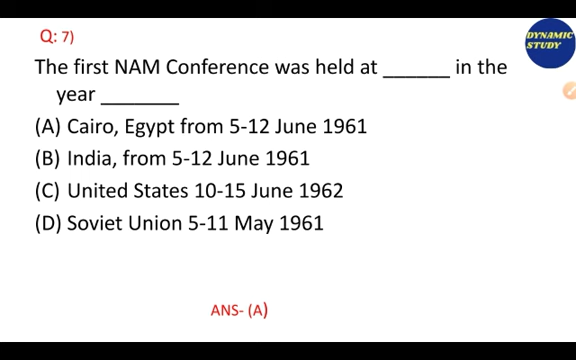 Q: 7)
DYNAMIC
STUDY
The first NAM Conference was held at ______ in the
year _______
(A) Cairo, Egypt from 5-12 June 1961
(B) India, from 5-12 June 1961
(C) United States 10-15 June 1962
(D) Soviet Union 5-11 May 1961
ANS- (A)